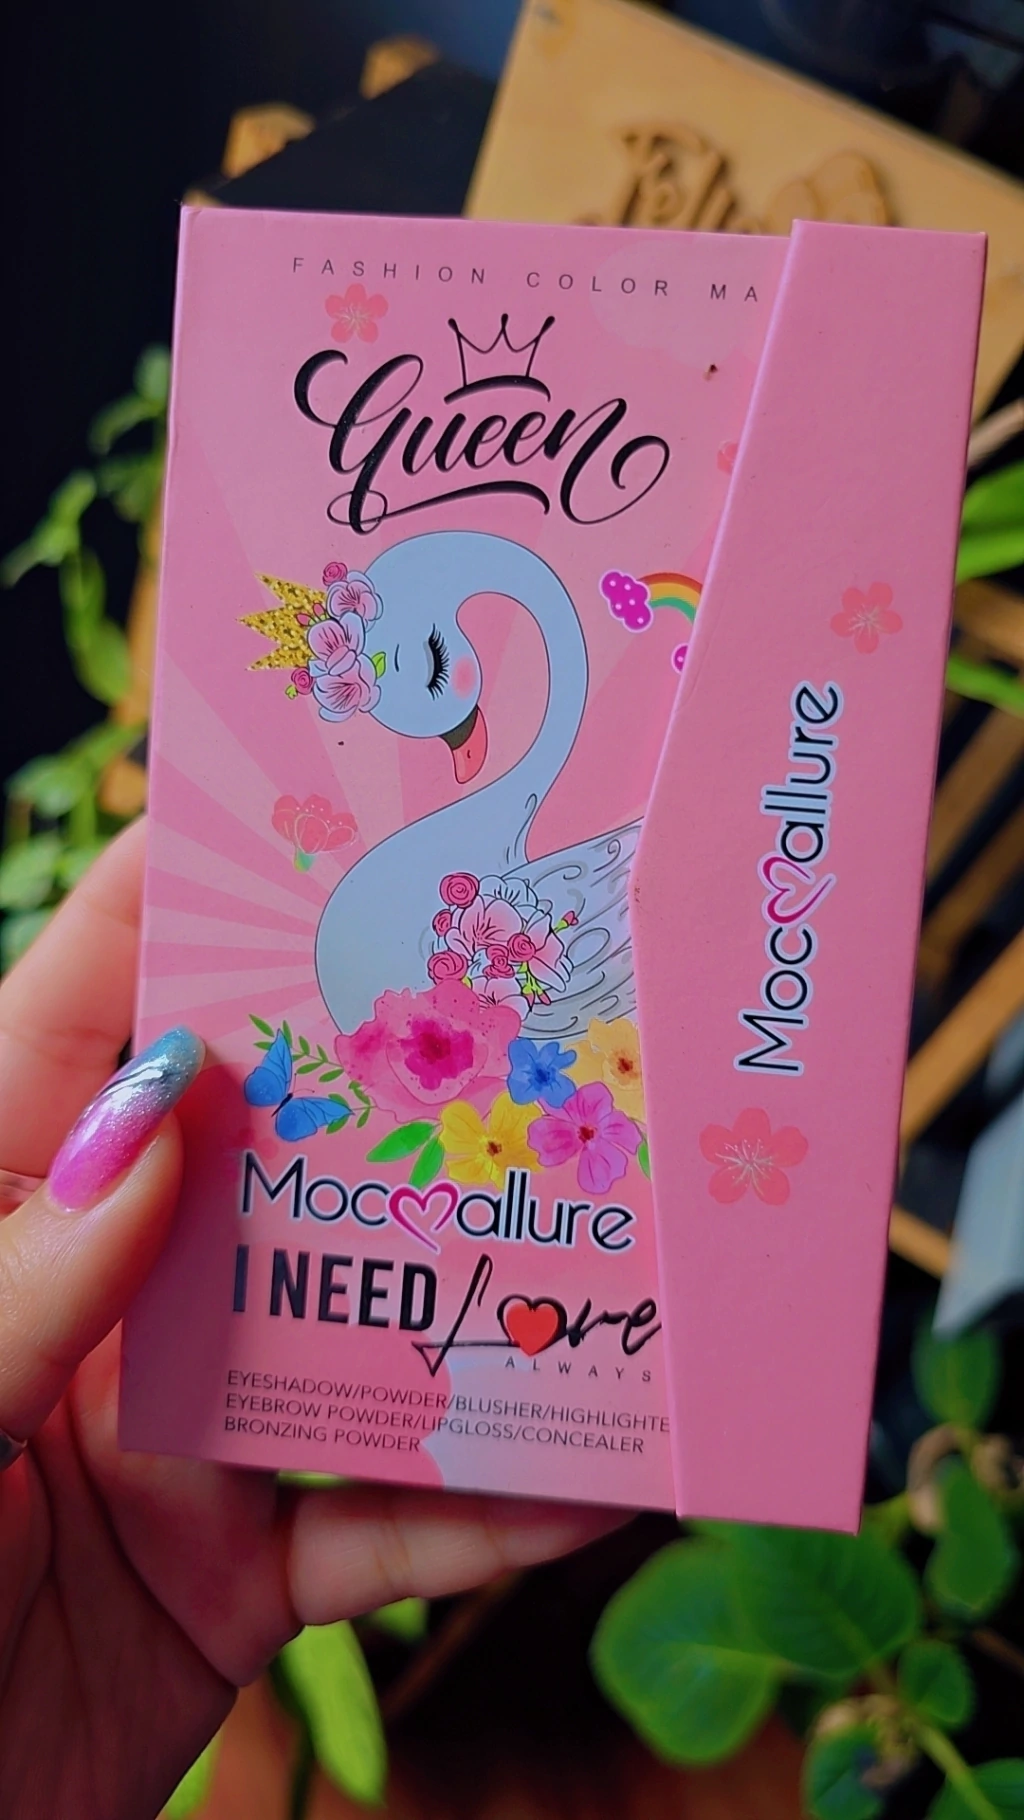 FASHION COLOR MA
Queen
Mocallure
I NEED Love
ALWAYS
EYESHADOW/POWDER/BLUSHER/HIGHLIGHTE
EYEBROW POWDER/LIPGLOSS/CONCEALER
BRONZING POWDER
Mocallure